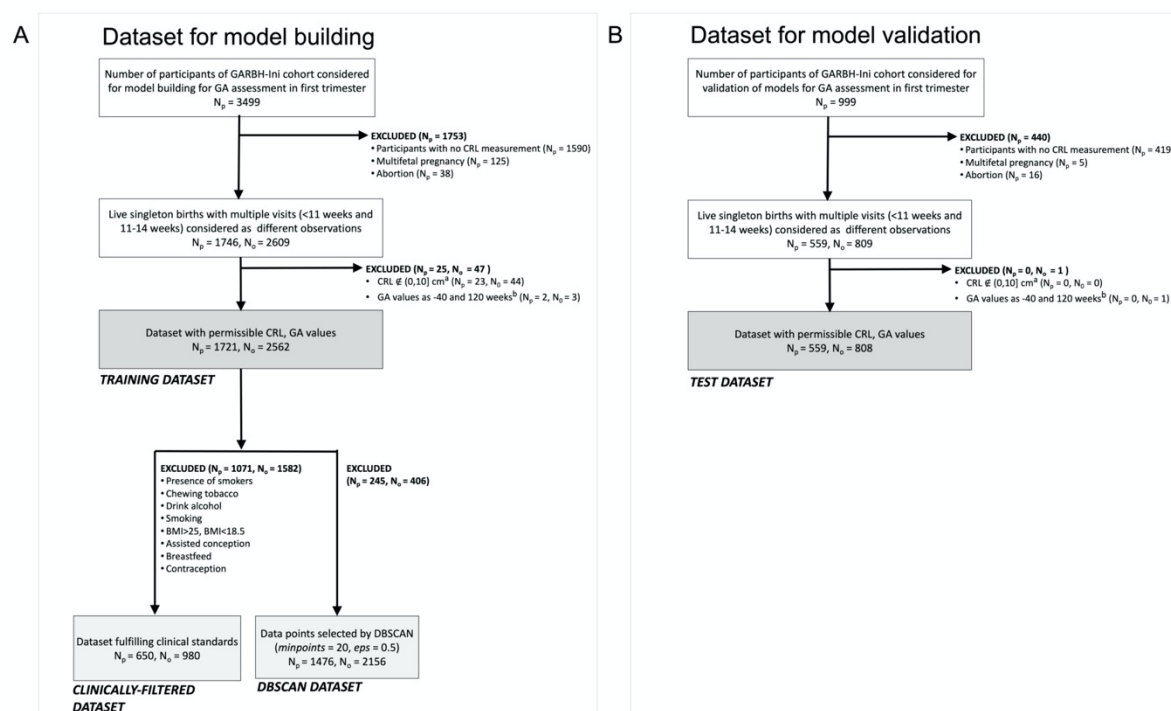 A
Dataset for model building
Number of participants of GARBH-Ini cohort considered
for model building for GA assessment in first trimester
Np = 3499
EXCLUDED (Np = 1753)
• Participants with no CRL measurement (Np = 1590)
• Multifetal pregnancy (Np = 125)
• Abortion (Np = 38)
Live singleton births with multiple visits (<11 weeks and
11-14 weeks) considered as different observations
Np = 1746, No = 2609
EXCLUDED (Np = 25, No = 47 )
• CRL ∉ (0,10] cmᵃ (Np = 23, No = 44)
• GA values as -40 and 120 weeksᵇ (Np = 2, No = 3)
Dataset with permissible CRL, GA values
Np = 1721, No = 2562
TRAINING DATASET
EXCLUDED (Np = 1071, No = 1582)
• Presence of smokers
• Chewing tobacco
• Drink alcohol
• Smoking
• BMI>25, BMI<18.5
• Assisted conception
• Breastfeed
• Contraception
EXCLUDED
(Np = 245, No = 406)
Dataset fulfilling clinical standards
Np = 650, No = 980
CLINICALLY-FILTERED
DATASET
Data points selected by DBSCAN
(minpoints = 20, eps = 0.5)
Np = 1476, No = 2156
DBSCAN DATASET
B
Dataset for model validation
Number of participants of GARBH-Ini cohort considered for
validation of models for GA assessment in first trimester
Np = 999
EXCLUDED (Np = 440)
• Participants with no CRL measurement (Np = 419
• Multifetal pregnancy (Np = 5)
• Abortion (Np = 16)
Live singleton births with multiple visits (<11 weeks and
11-14 weeks) considered as different observations
Np = 559, No = 809
EXCLUDED (Np = 0, No = 1 )
• CRL ∉ (0,10] cmᵃ (Np = 0, No = 0)
• GA values as -40 and 120 weeksᵇ (Np = 0, No = 1)
Dataset with permissible CRL, GA values
Np = 559, No = 808
TEST DATASET